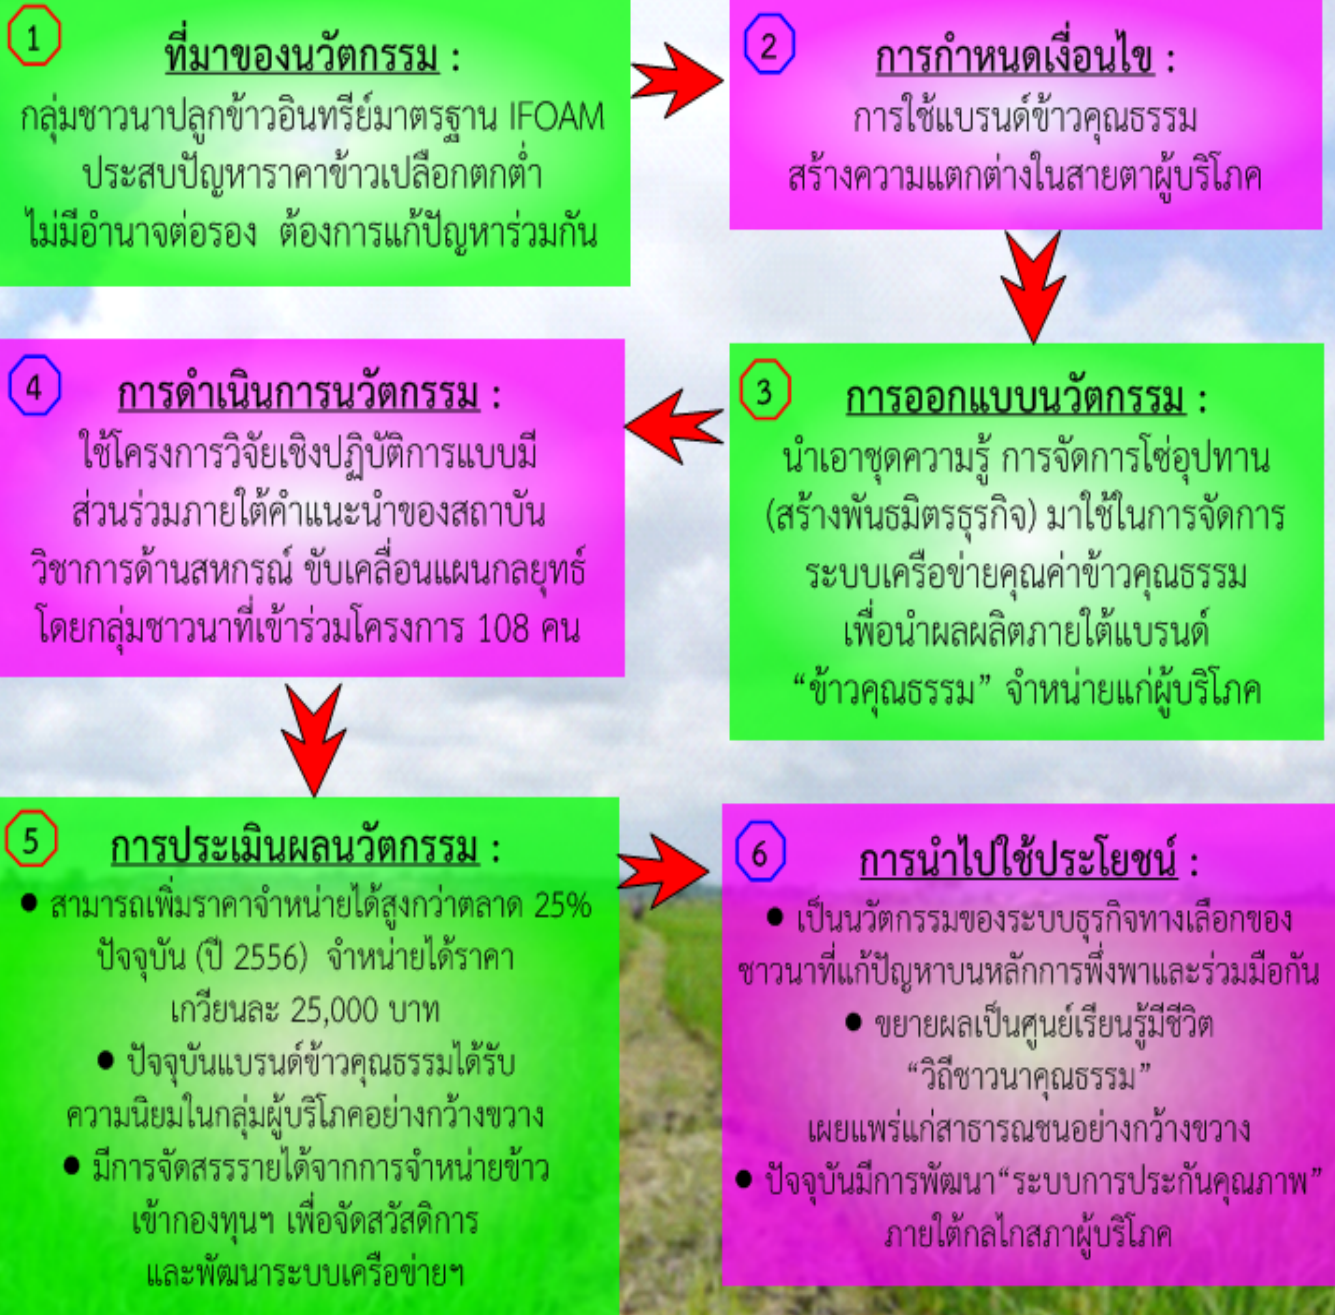 1
ที่มาของนวัตกรรม :
กลุ่มชาวนาปลูกข้าวอินทรีย์มาตรฐาน IFOAM
ประสบปัญหาราคาข้าวเปลือกตกต่ำ
ไม่มีอำนาจต่อรอง ต้องการแก้ปัญหาร่วมกัน
2
การกำหนดเงื่อนไข :
การใช้แบรนด์ข้าวคุณธรรม
สร้างความแตกต่างในสายตาผู้บริโภค
3
การออกแบบนวัตกรรม :
นำเอาชุดความรู้ การจัดการโซ่อุปทาน
(สร้างพันธมิตรธุรกิจ) มาใช้ในการจัดการ
ระบบเครือข่ายคุณค่าข้าวคุณธรรม
เพื่อนำผลผลิตภายใต้แบรนด์
“ข้าวคุณธรรม” จำหน่ายแก่ผู้บริโภค
4
การดำเนินการนวัตกรรม :
ใช้โครงการวิจัยเชิงปฏิบัติการแบบมี
ส่วนร่วมภายใต้คำแนะนำของสถาบัน
วิชาการด้านสหกรณ์ ขับเคลื่อนแผนกลยุทธ์
โดยกลุ่มชาวนาที่เข้าร่วมโครงการ 108 คน
5
การประเมินผลนวัตกรรม :
● สามารถเพิ่มราคาจำหน่ายได้สูงกว่าตลาด 25%
ปัจจุบัน (ปี 2556) จำหน่ายได้ราคา
เกวียนละ 25,000 บาท
● ปัจจุบันแบรนด์ข้าวคุณธรรมได้รับ
ความนิยมในกลุ่มผู้บริโภคอย่างกว้างขวาง
● มีการจัดสรรรายได้จากการจำหน่ายข้าว
เข้ากองทุนฯ เพื่อจัดสวัสดิการ
และพัฒนาระบบเครือข่ายฯ
6
การนำไปใช้ประโยชน์ :
● เป็นนวัตกรรมของระบบธุรกิจทางเลือกของ
ชาวนาที่แก้ปัญหาบนหลักการพึ่งพาและร่วมมือกัน
● ขยายผลเป็นศูนย์เรียนรู้มีชีวิต
“วิถีชาวนาคุณธรรม”
เผยแพร่แก่สาธารณชนอย่างกว้างขวาง
● ปัจจุบันมีการพัฒนา“ระบบการประกันคุณภาพ”
ภายใต้กลไกสภาผู้บริโภค